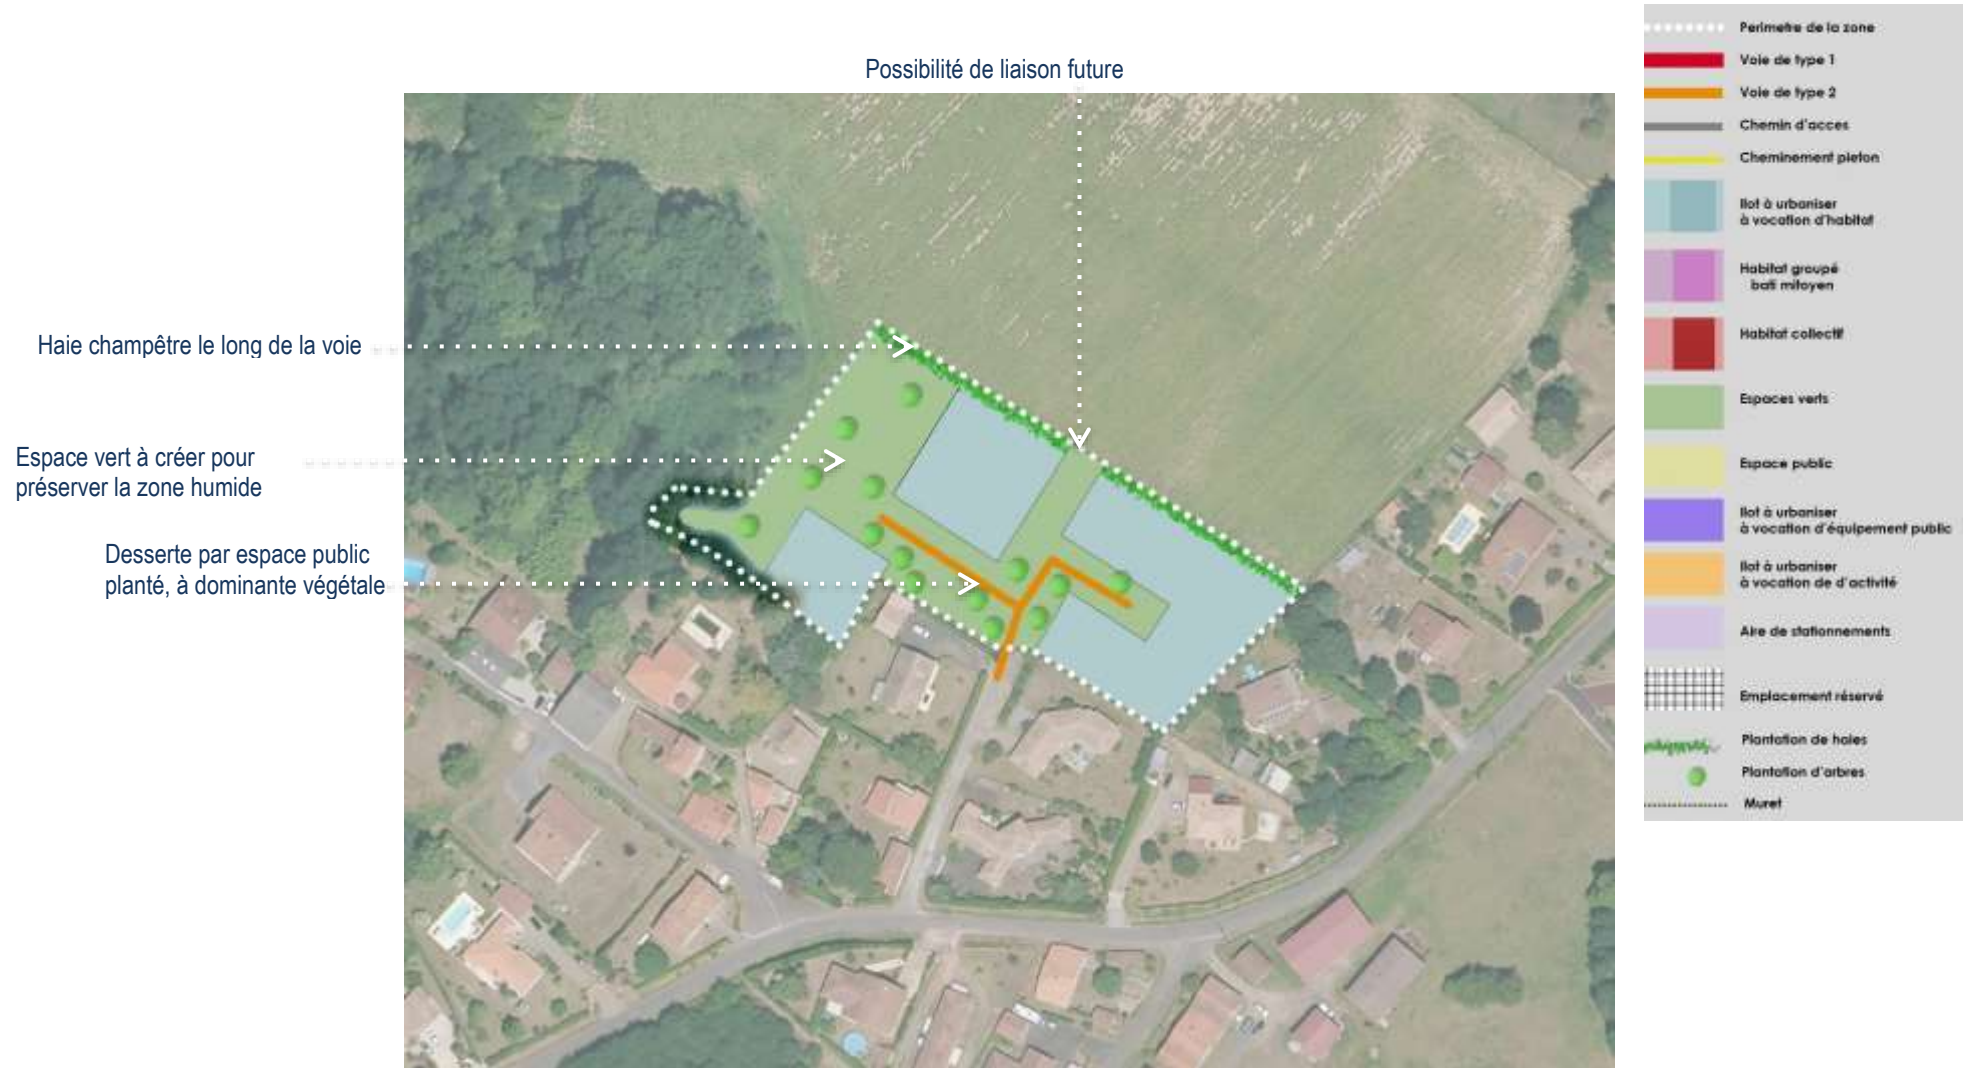 Possibilité de liaison future
Haie champêtre le long de la voie
Espace vert à créer pour
préserver la zone humide
Desserte par espace public
planté, à dominante végétale
Perimetre de la zone
Voie de type 1
Voie de type 2
Chemin d'acces
Cheminement pieton
Ilot à urbaniser
à vocation d'habitat
Habitat groupé
bati mitoyen
Habitat collectif
Espaces verts
Espace public
Ilot à urbaniser
à vocation d'équipement public
Ilot à urbaniser
à vocation de d'activité
Aire de stationnements
Emplacement réservé
Plantation de haies
Plantation d'arbres
Muret